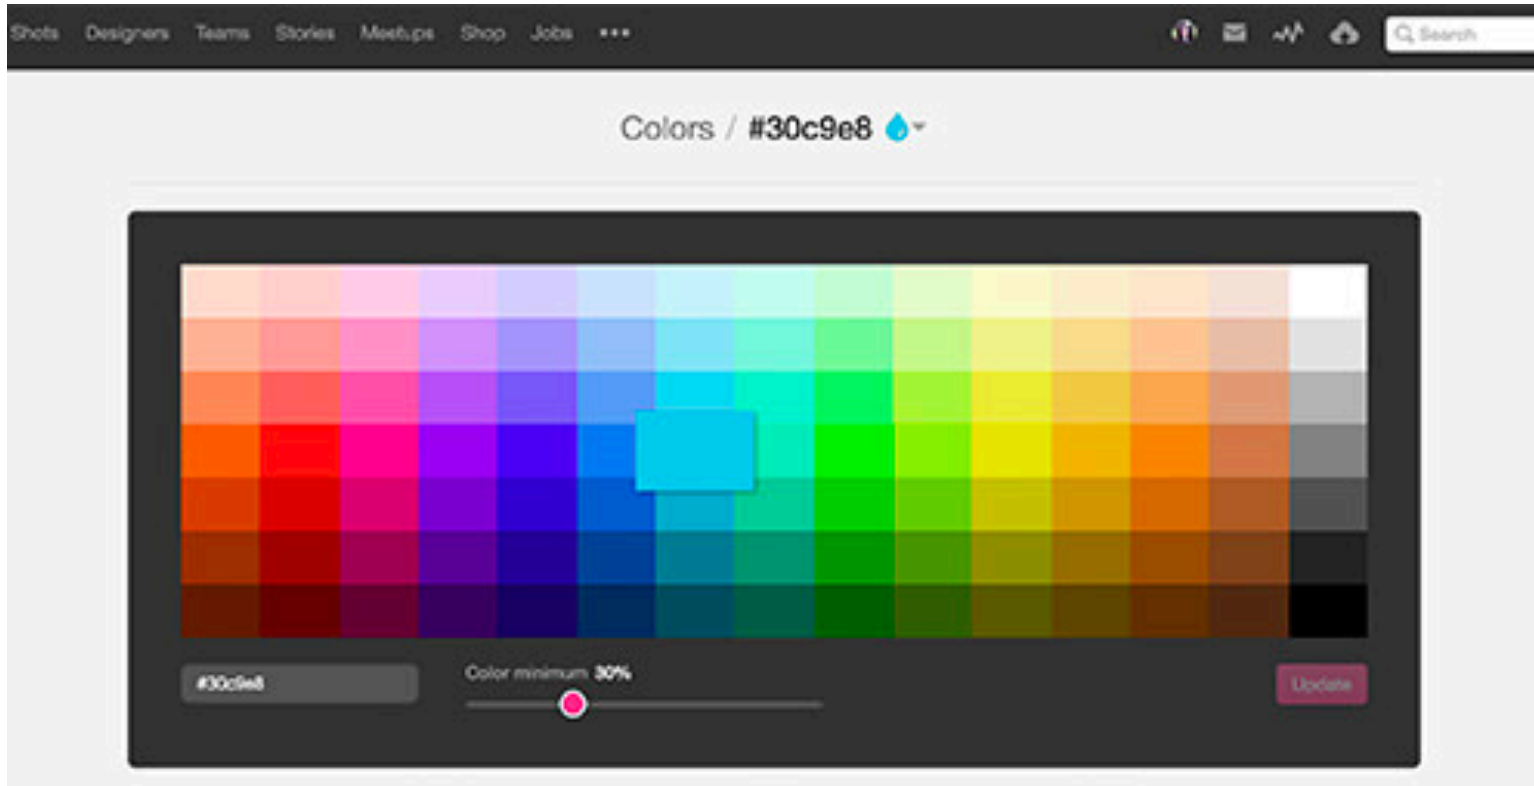 Shots Designers Teams Stories Meetups Shop Jobs •••
Search
Colors / #30c9e8
#30c9e8
Color minimum 30%
Update